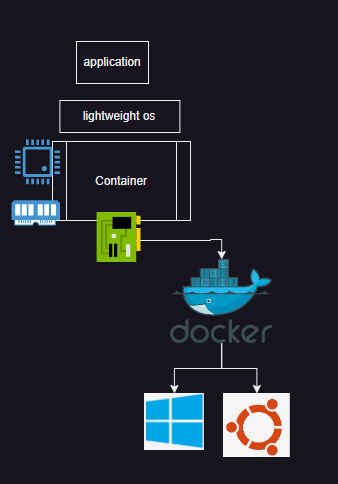 application
lightweight os
Container
docker